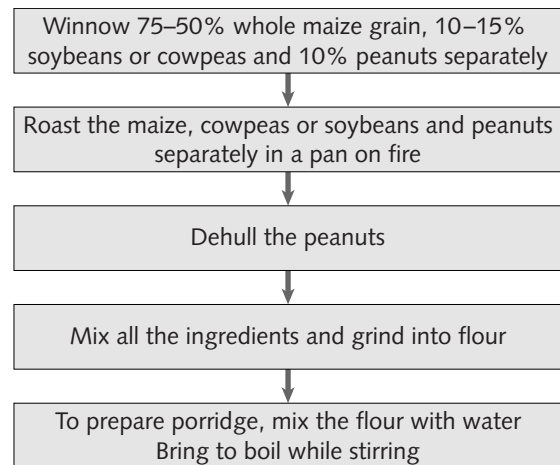 Winnow 75–50% whole maize grain, 10–15%
soybeans or cowpeas and 10% peanuts separately
Roast the maize, cowpeas or soybeans and peanuts
separately in a pan on fire
Dehull the peanuts
Mix all the ingredients and grind into flour
To prepare porridge, mix the flour with water
Bring to boil while stirring